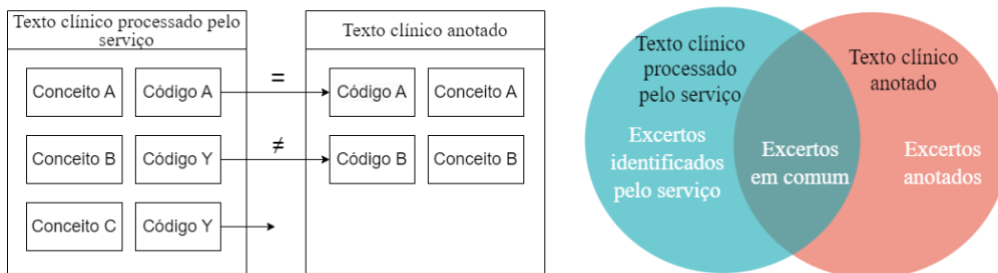 Texto clínico processado pelo
serviço
Texto clínico anotado
Conceito A
Código A
=
Código A
Conceito A
Conceito B
Código Y
≠
Código B
Conceito B
Conceito C
Código Y
Texto clínico
processado
pelo serviço
Excertos
identificados
pelo serviço
Excertos
em comum
Texto clínico
anotado
Excertos
anotados